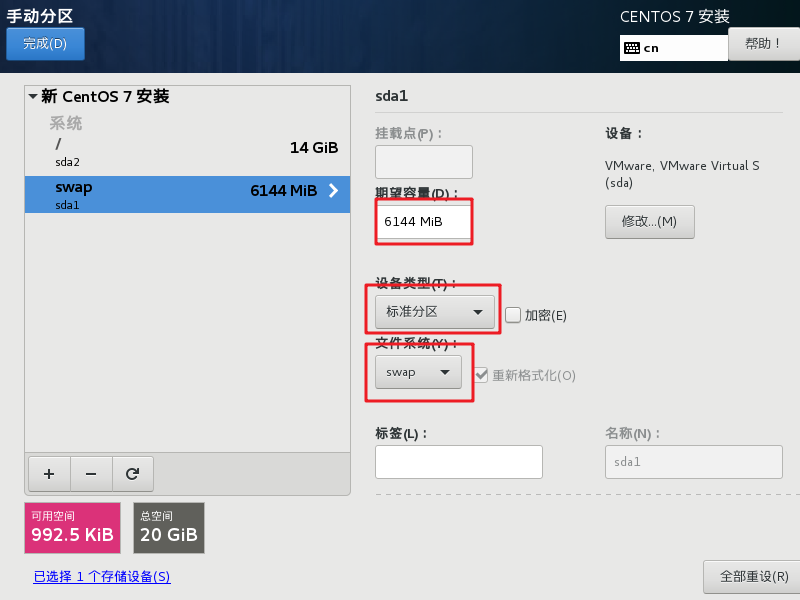 手动分区
完成(D)
CENTOS 7 安装
cn
帮助！
新 CentOS 7 安装
系统
/
14 GiB
sda2
swap
6144 MiB
sda1
sda1
挂载点(P)：
期望容量(D)：
6144 MiB
设备：
VMware, VMware Virtual S
(sda)
修改...(M)
设备类型(T)：
标准分区
加密(E)
文件系统(Y)：
swap
重新格式化(O)
标签(L)：
名称(N)：
sda1
可用空间
992.5 KiB
总空间
20 GiB
已选择 1 个存储设备(S)
全部重设(R)